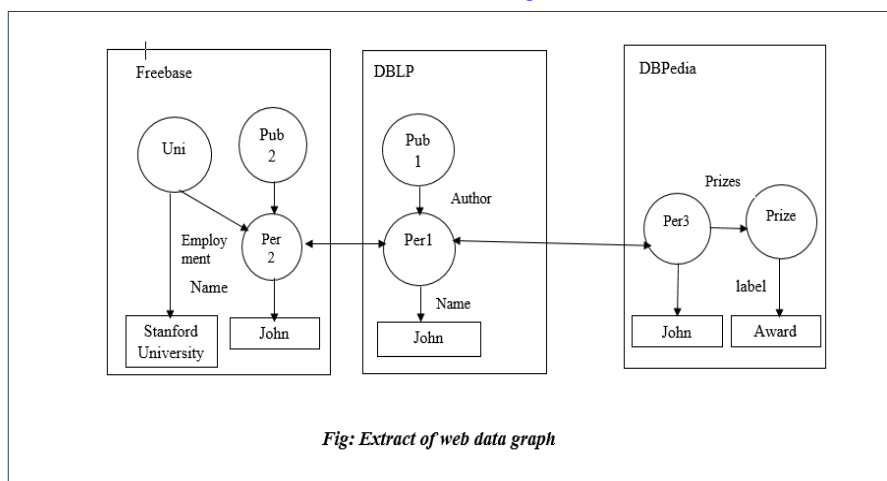 Freebase
Uni
Pub
2
Employ
ment
Per
2
Name
Stanford
University
John
DBLP
Pub
1
Author
Per1
Name
John
DBPedia
Prizes
Per3
Prize
label
John
Award
Fig: Extract of web data graph